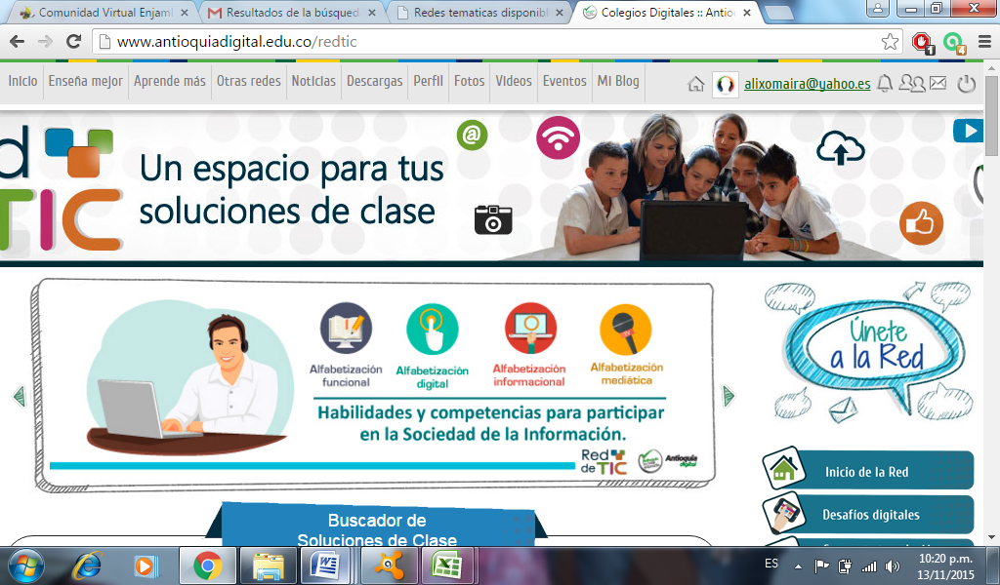 Comunidad Virtual Enjam
Resultados de la búsqued
Redes tematicas disponibl
Colegios Digitales :: Antio
www.antioquiadigital.edu.co/redtic
1
4
Inicio
Enseña mejor
Aprende más
Otras redes
Noticias
Descargas
Perfil
Fotos
Videos
Eventos
Mi Blog
alixomaira@yahoo.es
ed
TIC
Un espacio para tus
soluciones de clase
@
Alfabetización
funcional
Alfabetización
digital
Alfabetización
informacional
Alfabetización
mediática
Habilidades y competencias para participar
en la Sociedad de la Información.
Red
de TIC
Antioquia
digital
Únete
a la Red
Inicio de la Red
Desafíos digitales
Buscador de
Soluciones de Clase
ES
10:20 p.m.
13/11/2015